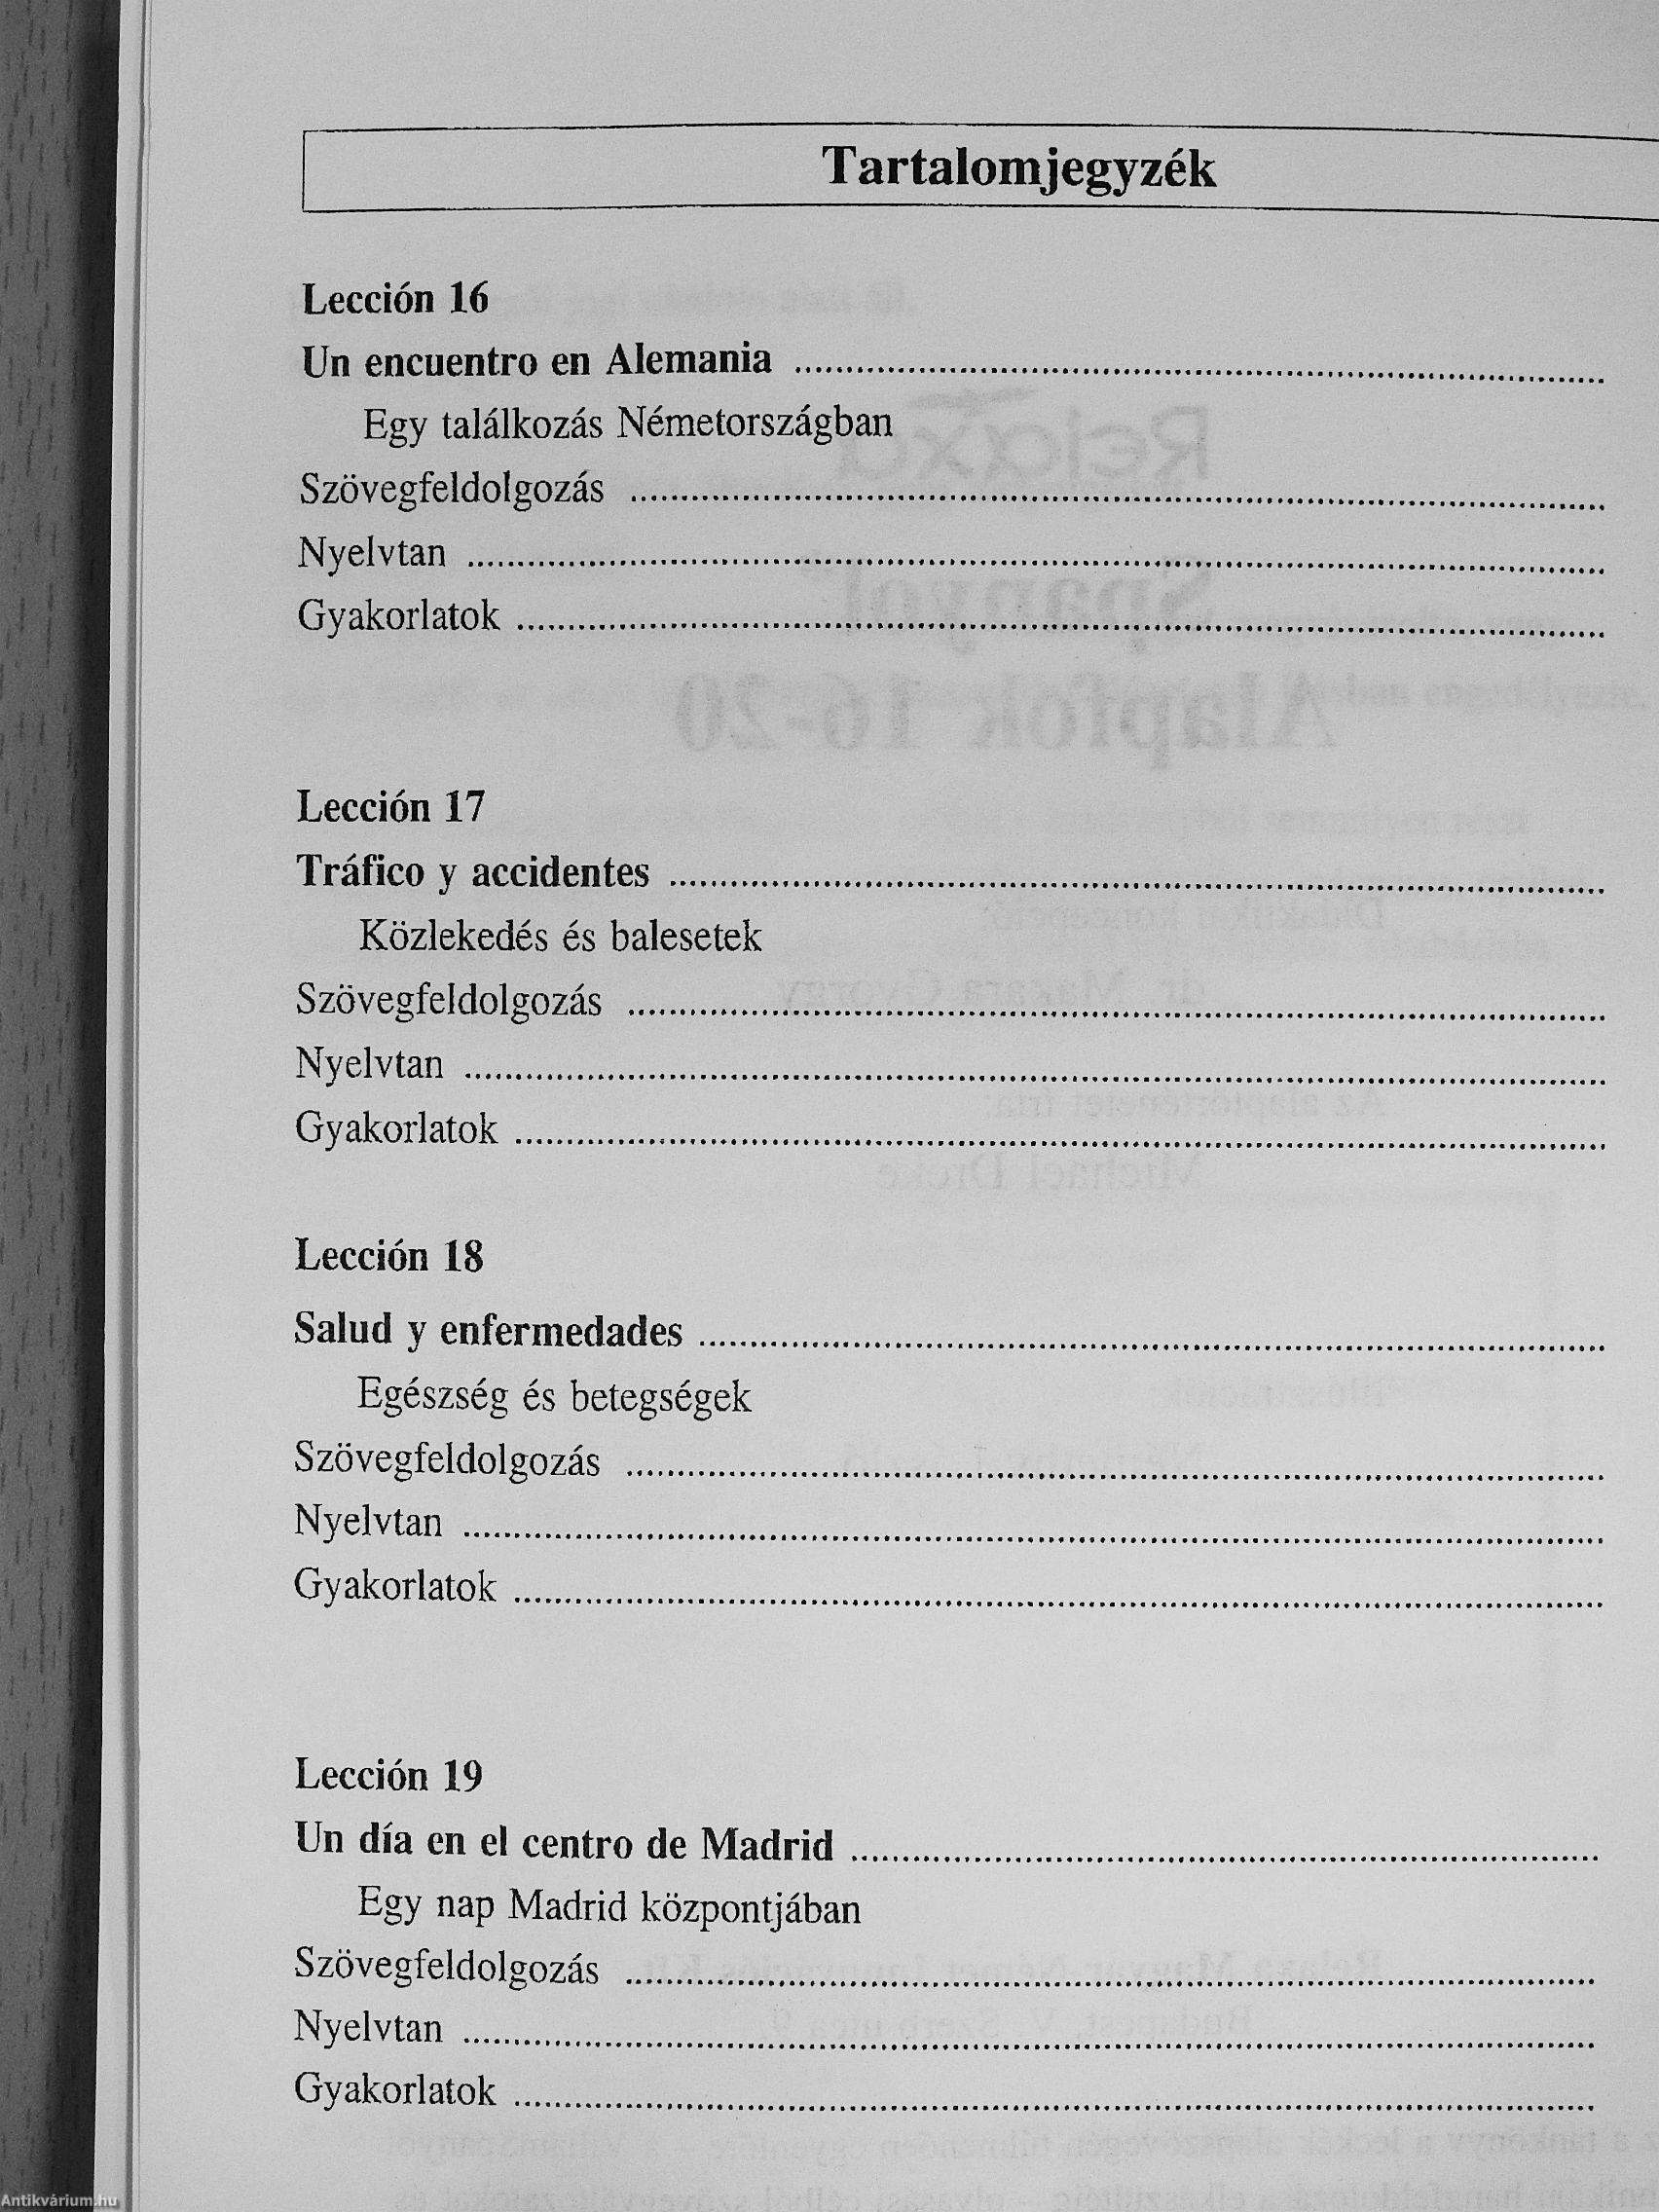 Tartalomjegyzék
Lección 16
Un encuentro en Alemania ........................................
Egy találkozás Németországban
Szövegfeldolgozás ........................................
Nyelvtan ........................................
Gyakorlatok ........................................
Lección 17
Tráfico y accidentes ........................................
Közlekedés és balesetek
Szövegfeldolgozás ........................................
Nyelvtan ........................................
Gyakorlatok ........................................
Lección 18
Salud y enfermedades ........................................
Egészség és betegségek
Szövegfeldolgozás ........................................
Nyelvtan ........................................
Gyakorlatok ........................................
Lección 19
Un día en el centro de Madrid ........................................
Egy nap Madrid központjában
Szövegfeldolgozás ........................................
Nyelvtan ........................................
Gyakorlatok ........................................
Antikvárium.hu